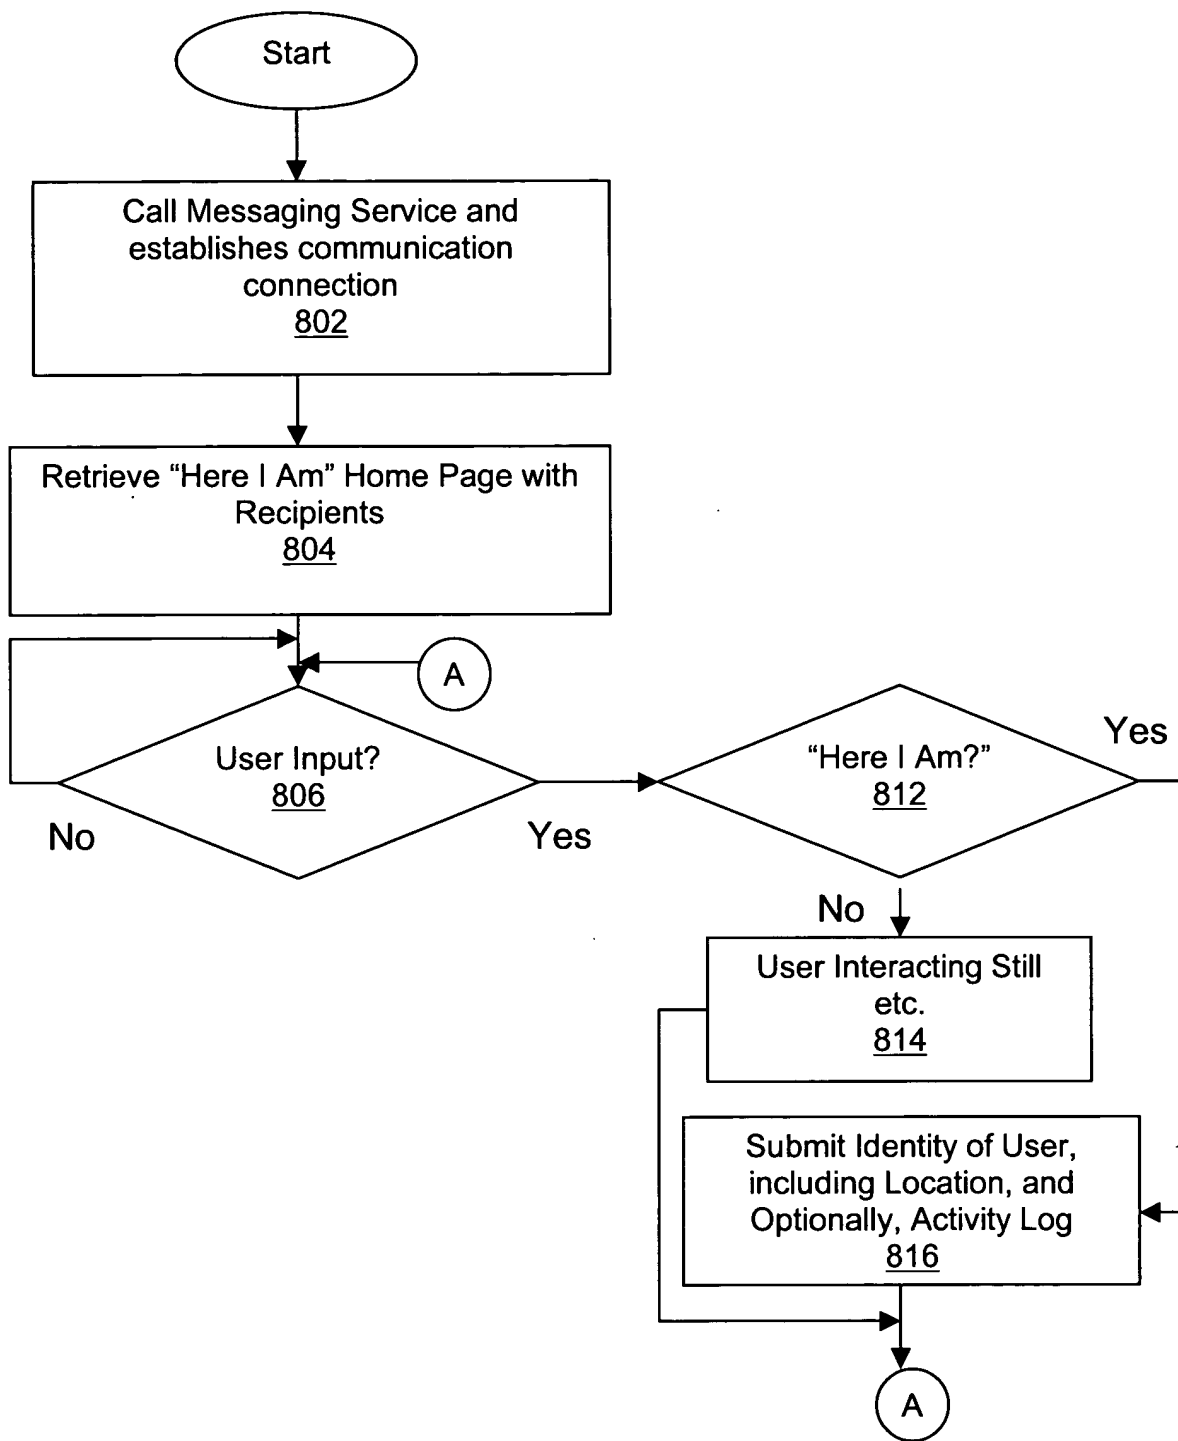 Start
Call Messaging Service and
establishes communication
connection
802
Retrieve “Here I Am” Home Page with
Recipients
804
A
User Input?
806
No
Yes
“Here I Am?”
812
Yes
No
User Interacting Still
etc.
814
Submit Identity of User,
including Location, and
Optionally, Activity Log
816
A